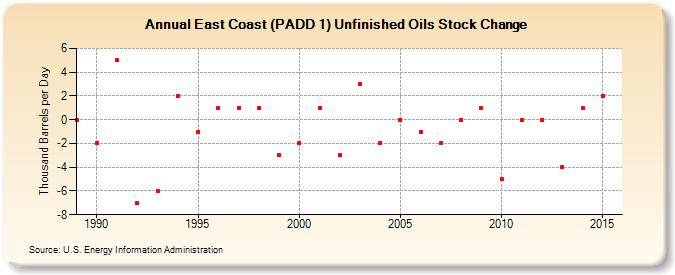 Annual East Coast (PADD 1) Unfinished Oils Stock Change
Thousand Barrels per Day
6
4
2
0
-2
-4
-6
-8
1990 1995 2000 2005 2010 2015
Source: U.S. Energy Information Administration